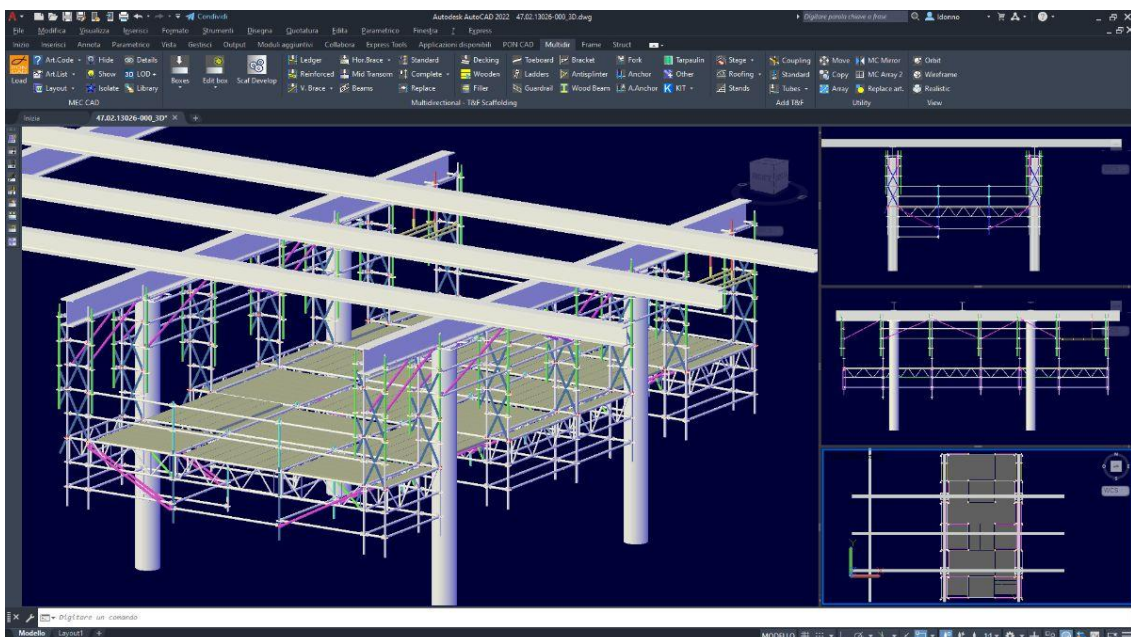 Condividi Autodesk AutoCAD 2022 47.02.13026-000_3D.dwg Digitare parola chiave o frase ldonno
File Modifica Visualizza Inserisci Formato Strumenti Disegna Quotatura Edita Parametrico Finestra ? Express
Inizio Inserisci Annota Parametrico Vista Gestisci Output Moduli aggiuntivi Collabora Express Tools Applicazioni disponibili PON CAD Multidir Frame Struct
Load Art.Code Hide Details Boxes Edit box Scaf Develop Ledger Hor.Brace Standard Decking Toeboard Bracket Fork Tarpaulin Stage Coupling Move MC Mirror Orbit
Art.List Show LOD Reinforced Mid Transom Complete Wooden Ladders Antisplinter Anchor Other Roofing Standard Copy MC Array 2 Wireframe
Layout Isolate Library V. Brace Beams Replace Filler Guardrail Wood Beam A.Anchor KIT Stands Tubes Array Replace art. Realistic
MEC CAD Multidirectional - T&F Scaffolding Add T&F Utility View
Inizia 47.02.13026-000_3D*
WCS
Y
Digitare un comando
Modello Layout1 +
MODELLO